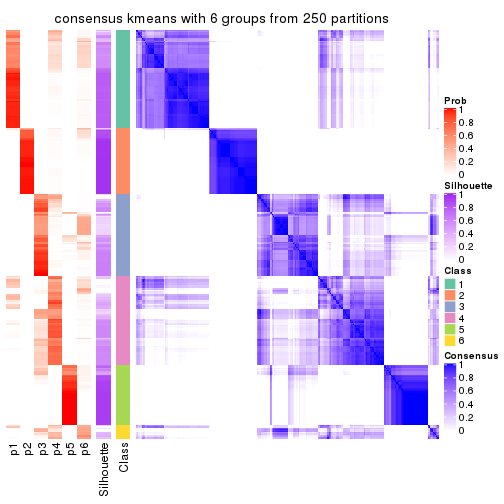 consensus kmeans with 6 groups from 250 partitions
Prob
1
0.8
0.6
0.4
0.2
0
Silhouette
1
0.8
0.6
0.4
0.2
0
Class
1
2
3
4
5
6
Consensus
1
0.8
0.6
0.4
0.2
0
p1
p2
p3
p4
p5
p6
Silhouette
Class